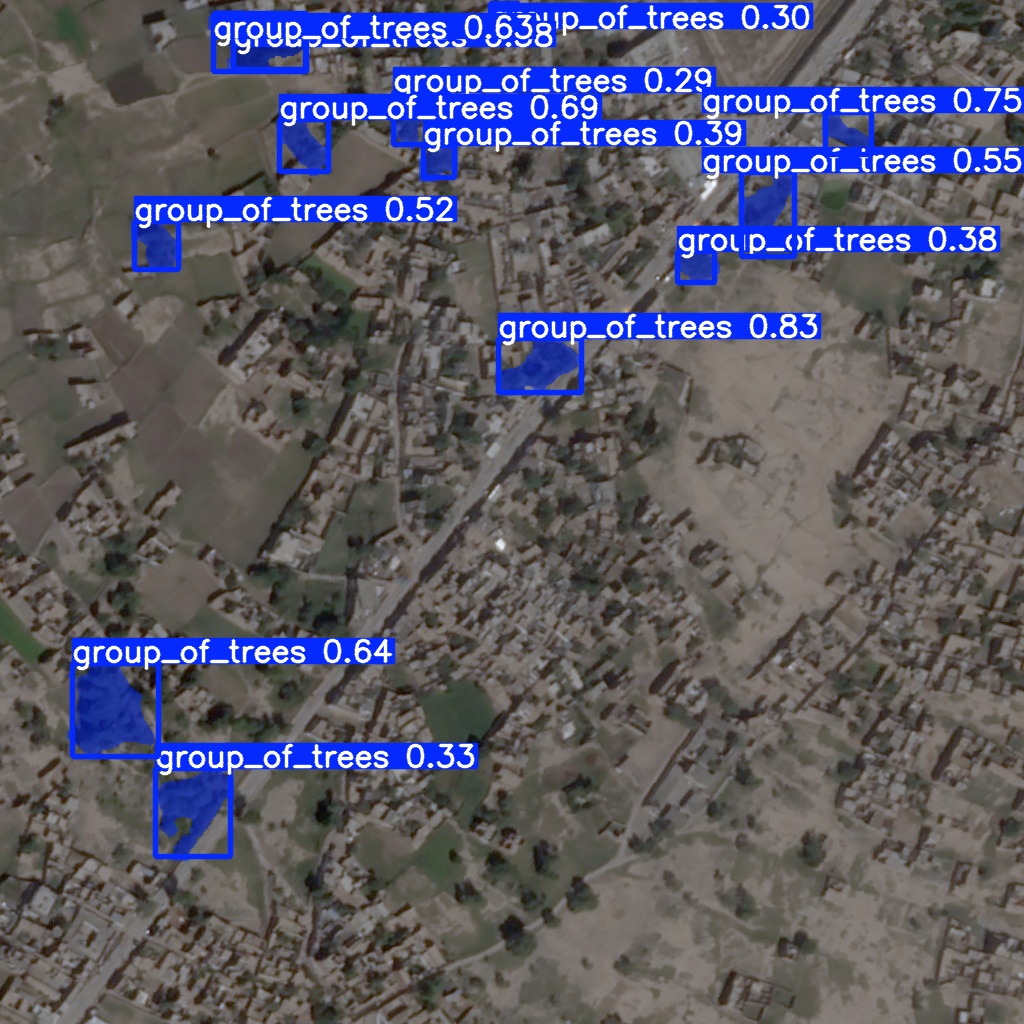 group_of_trees 0.30
group_of_trees 0.63
group_of_trees 0.29
group_of_trees 0.75
group_of_trees 0.69
group_of_trees 0.39
group_of_trees 0.55
group_of_trees 0.52
group_of_trees 0.38
group_of_trees 0.83
group_of_trees 0.64
group_of_trees 0.33